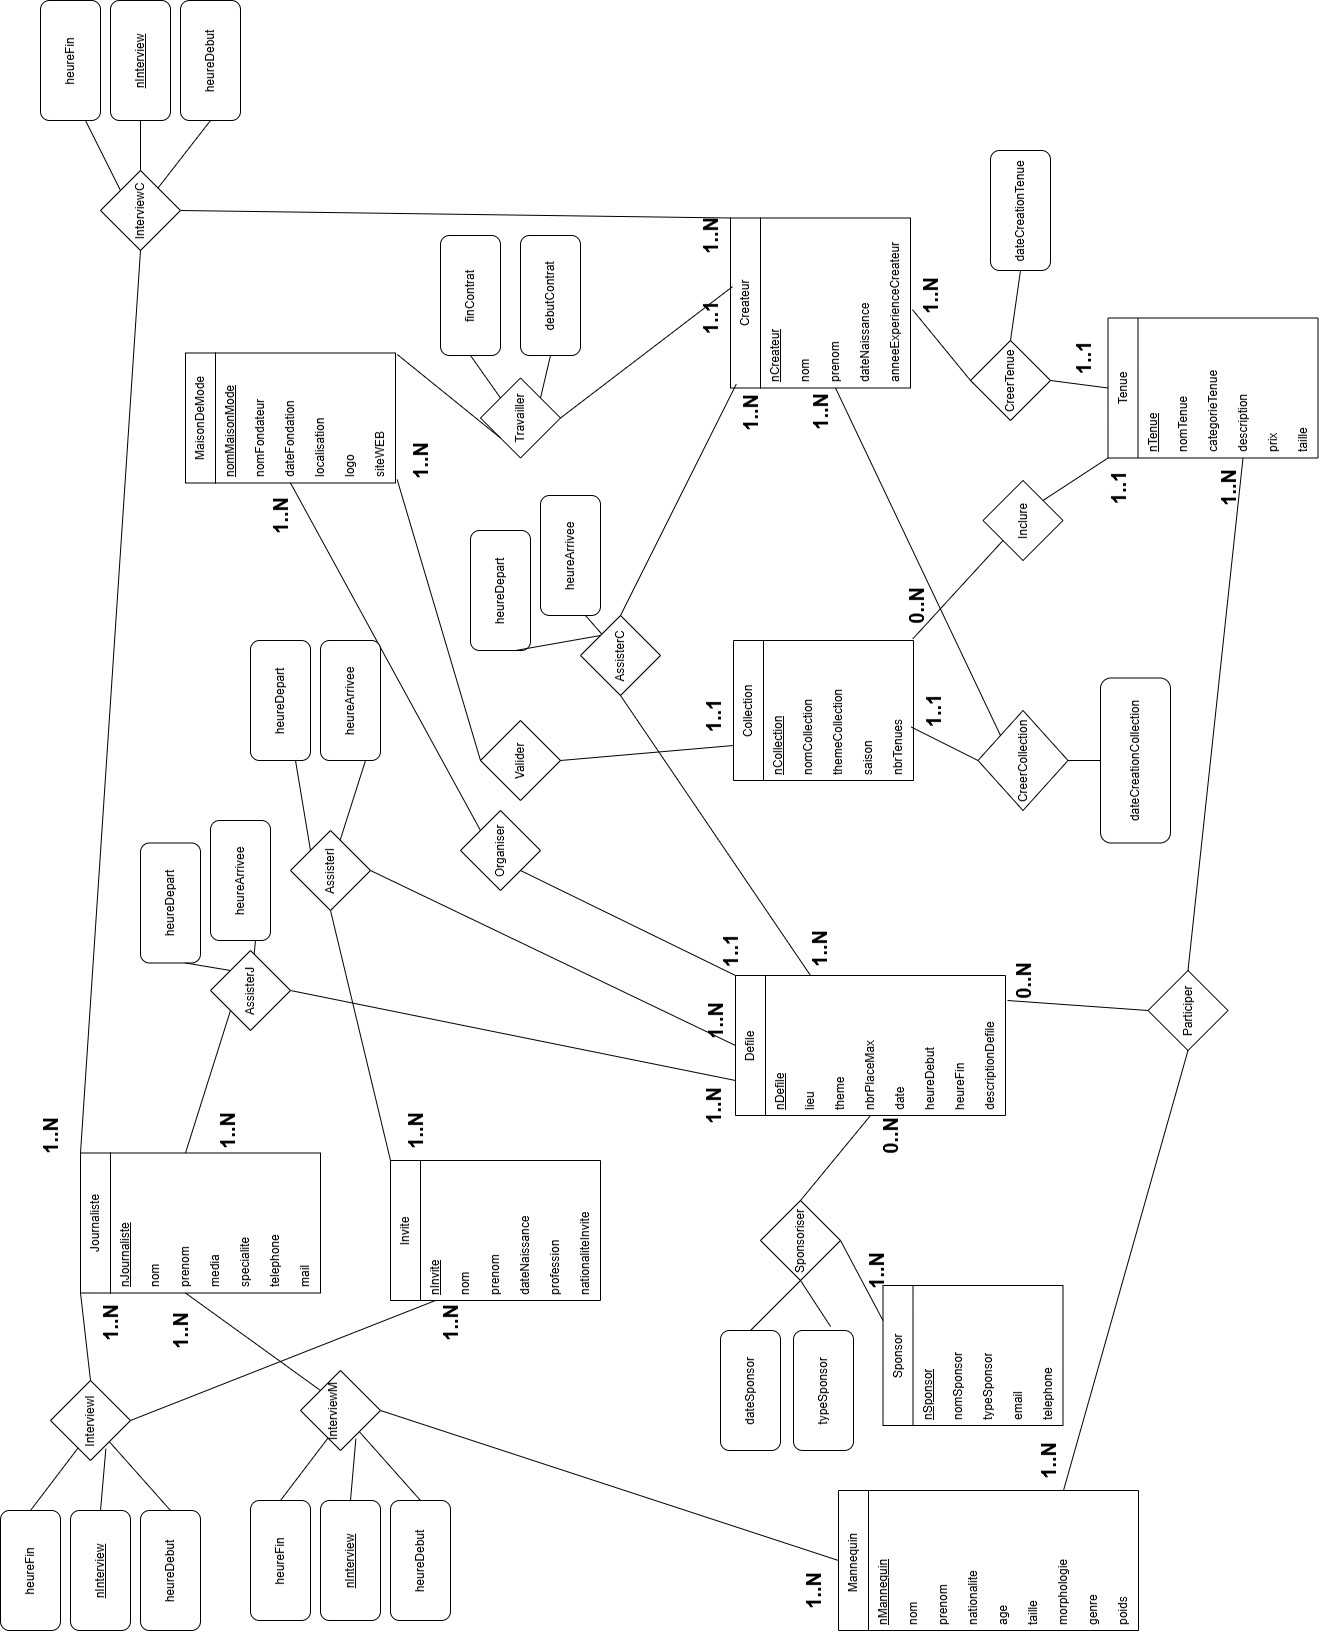 heureFin
nInterview
heureDebut
InterviewI
heureFin
nInterview
heureDebut
InterviewM
1..N
1..N
1..N
Journaliste
nJournaliste
nom
prenom
media
specialite
telephone
mail
1..N
1..N
Invite
nInvite
nom
prenom
dateNaissance
profession
nationaliteInvite
1..N
AssisterJ
heureDepart
heureArrivee
AssisterI
heureDepart
heureArrivee
InterviewC
heureFin
nInterview
heureDebut
MaisonDeMode
nomMaisonMode
nomFondateur
dateFondation
localisation
logo
siteWEB
1..N
1..N
Organiser
Valider
Travailler
finContrat
debutContrat
AssisterC
heureDepart
heureArrivee
1..N
1..1
Createur
nCreateur
nom
prenom
dateNaissance
anneeExperienceCreateur
1..N
1..N
1..N
1..1
Collection
nCollection
nomCollection
themeCollection
saison
nbrTenues
0..N
1..1
1..N
1..N
1..1
1..N
Defile
nDefile
lieu
theme
nbrPlaceMax
date
heureDebut
heureFin
descriptionDefile
0..N
0..N
Sponsoriser
dateSponsor
typeSponsor
1..N
Sponsor
nSponsor
nomSponsor
typeSponsor
email
telephone
1..N
Mannequin
nMannequin
nom
prenom
nationalite
age
taille
morphologie
genre
poids
1..N
Participer
CreerCollection
dateCreationCollection
Inclure
CreerTenue
dateCreationTenue
1..1
1..1
Tenue
nTenue
nomTenue
categorieTenue
description
prix
taille
1..N